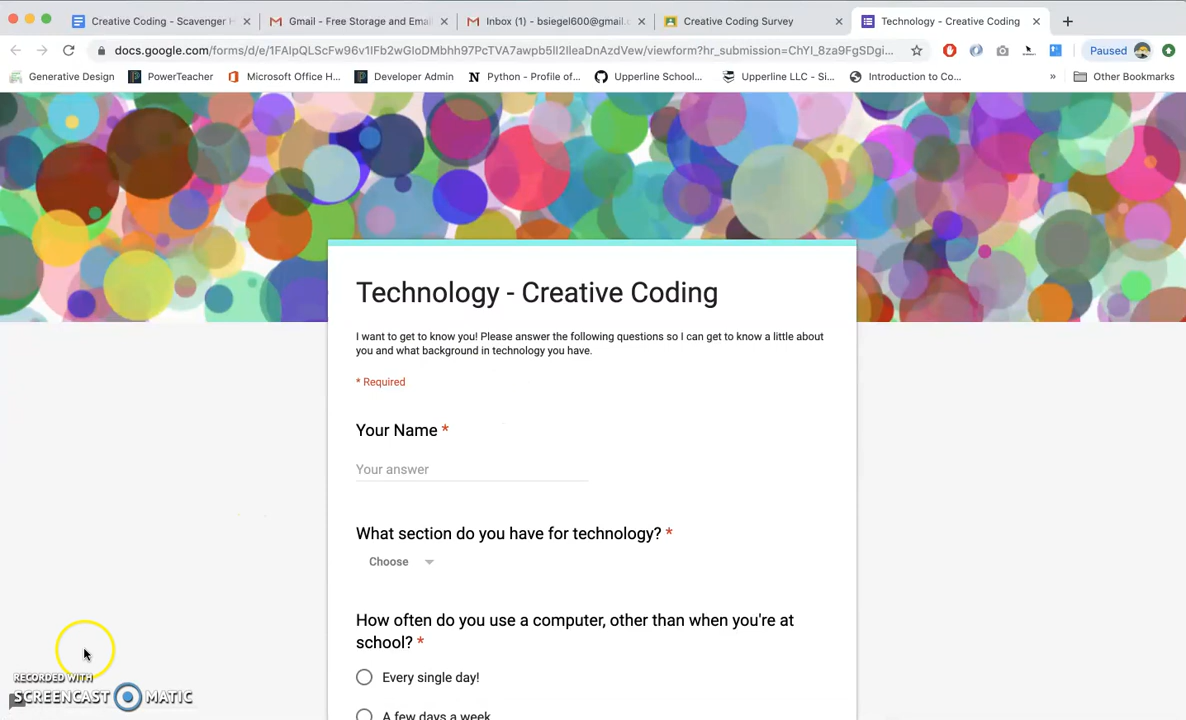 Creative Coding - Scavenger H
Gmail - Free Storage and Email
Inbox (1) - bsiegel600@gmail.c
Creative Coding Survey
Technology - Creative Coding
docs.google.com/forms/d/e/1FAIpQLScFw96v1IFb2wGloDMbhh97PcTVA7awpb5lI2IleaDnAzdVew/viewform?hr_submission=ChYI_8za9FgSDgi...
Paused
Generative Design
PowerTeacher
Microsoft Office H...
Developer Admin
Python - Profile of...
Upperline School...
Upperline LLC - Si...
Introduction to Co...
»
Other Bookmarks
Technology - Creative Coding
I want to get to know you! Please answer the following questions so I can get to know a little about
you and what background in technology you have.
* Required
Your Name *
Your answer
What section do you have for technology? *
Choose
How often do you use a computer, other than when you're at
school? *
Every single day!
A few days a week
RECORDED WITH
SCREENCAST MATIC